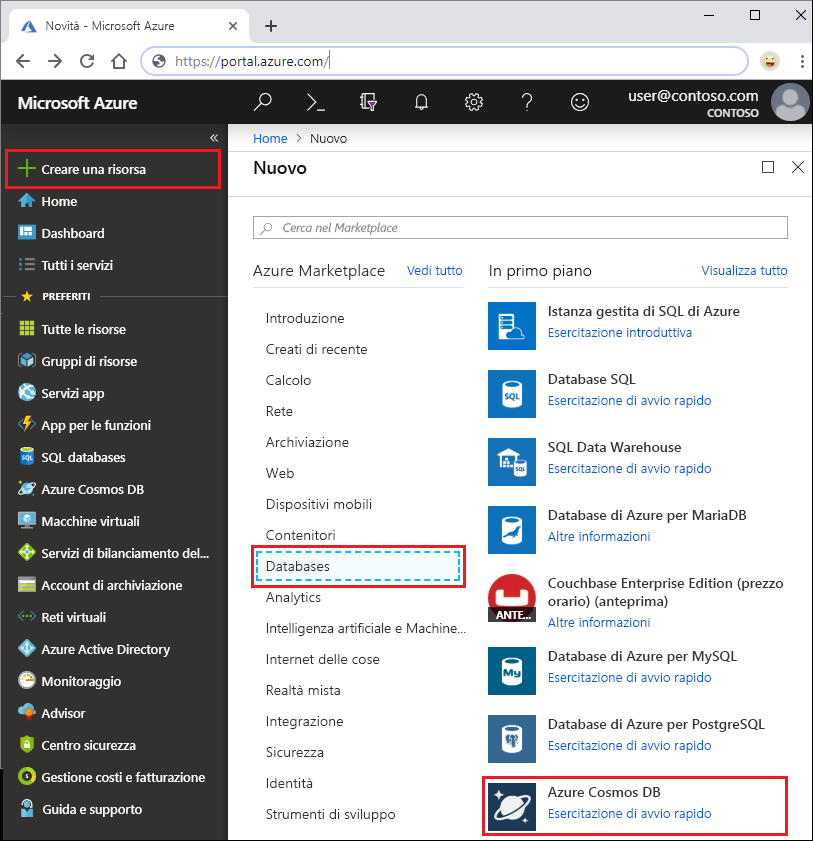 Novità - Microsoft Azure
https://portal.azure.com/
Microsoft Azure
user@contoso.com
CONTOSO
Creare una risorsa
Home
Dashboard
Tutti i servizi
PREFERITI
Tutte le risorse
Gruppi di risorse
Servizi app
App per le funzioni
SQL databases
Azure Cosmos DB
Macchine virtuali
Servizi di bilanciamento del...
Account di archiviazione
Reti virtuali
Azure Active Directory
Monitoraggio
Advisor
Centro sicurezza
Gestione costi e fatturazione
Guida e supporto
Home > Nuovo
Nuovo
Cerca nel Marketplace
Azure Marketplace Vedi tutto
Introduzione
Creati di recente
Calcolo
Rete
Archiviazione
Web
Dispositivi mobili
Contenitori
Databases
Analytics
Intelligenza artificiale e Machine...
Internet delle cose
Realtà mista
Integrazione
Sicurezza
Identità
Strumenti di sviluppo
In primo piano Visualizza tutto
Istanza gestita di SQL di Azure
Esercitazione introduttiva
SQL
Database SQL
Esercitazione di avvio rapido
SQL
SQL Data Warehouse
Esercitazione di avvio rapido
Database di Azure per MariaDB
Altre informazioni
ANTE...
Couchbase Enterprise Edition (prezzo
orario) (anteprima)
Altre informazioni
My
Database di Azure per MySQL
Esercitazione di avvio rapido
Database di Azure per PostgreSQL
Esercitazione di avvio rapido
Azure Cosmos DB
Esercitazione di avvio rapido